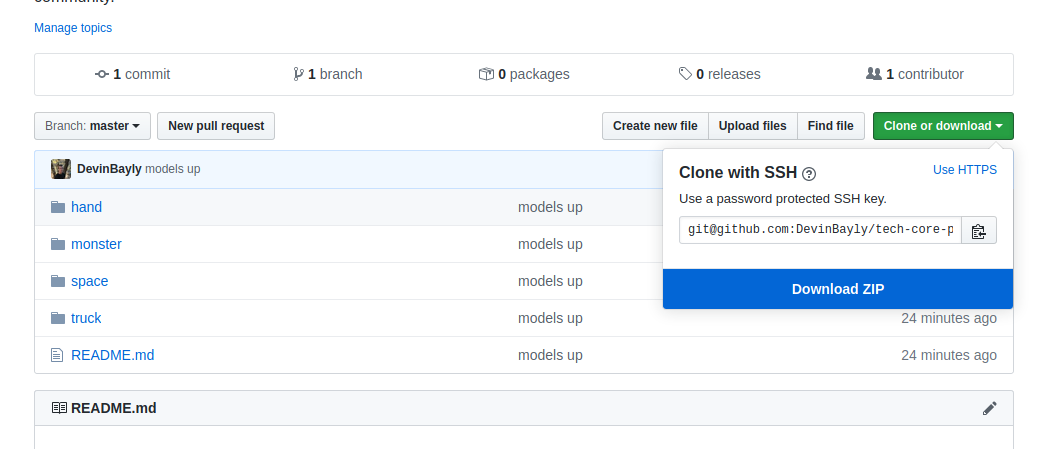 community.
Manage topics
1 commit
1 branch
0 packages
0 releases
1 contributor
Branch: master
New pull request
Create new file
Upload files
Find file
Clone or download
DevinBayly models up
Clone with SSH
Use HTTPS
Use a password protected SSH key.
git@github.com:DevinBayly/tech-core-p
Download ZIP
hand models up
monster models up
space models up
truck models up 24 minutes ago
README.md models up 24 minutes ago
README.md